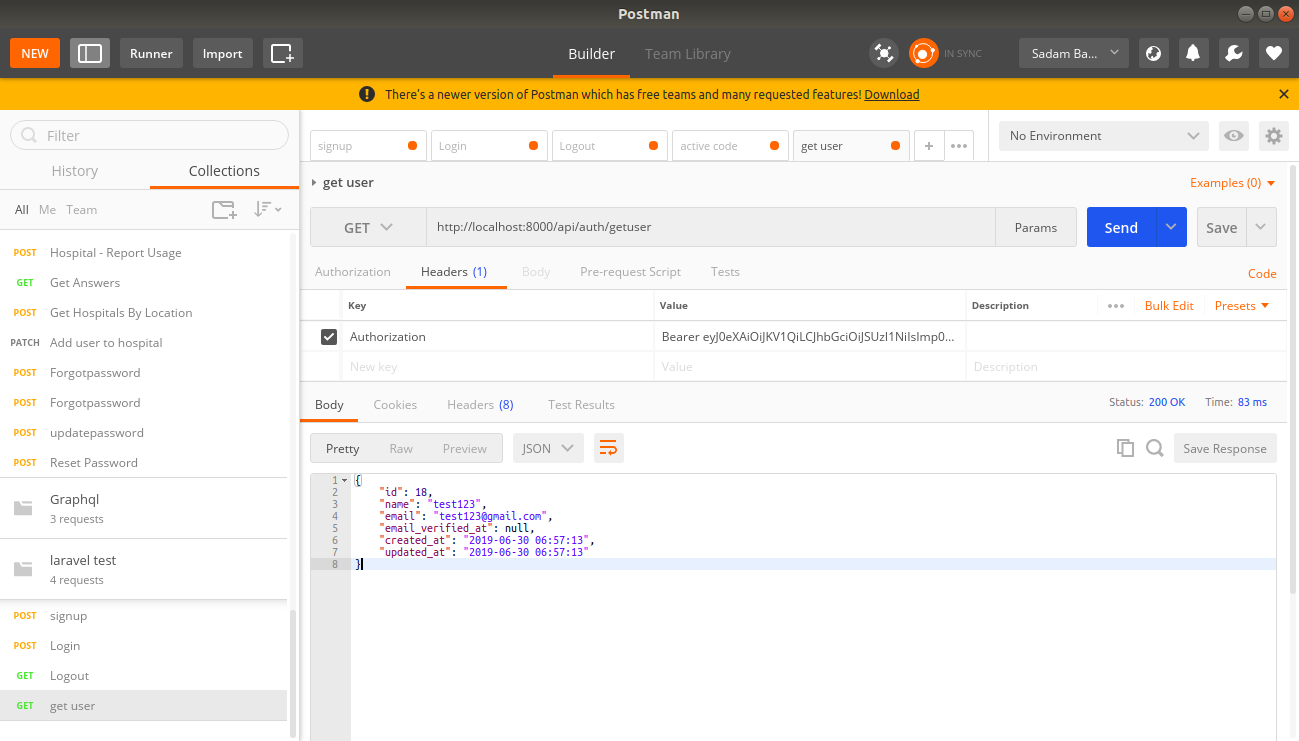 Postman
NEW Runner Import Builder Team Library IN SYNC Sadam Ba...
There's a newer version of Postman which has free teams and many requested features! Download
Filter
History Collections
All Me Team
POST Hospital - Report Usage
GET Get Answers
POST Get Hospitals By Location
PATCH Add user to hospital
POST Forgotpassword
POST Forgotpassword
POST updatepassword
POST Reset Password
Graphql
3 requests
laravel test
4 requests
POST signup
POST Login
GET Logout
GET get user
signup Login Logout active code get user + ••• No Environment
get user Examples (0)
GET http://localhost:8000/api/auth/getuser Params Send Save
Authorization Headers (1) Body Pre-request Script Tests Code
Key Value Description ••• Bulk Edit Presets
Authorization Bearer eyJ0eXAiOiJKV1QiLCJhbGciOiJSUzI1NiIsImp0...
New key Value Description
Body Cookies Headers (8) Test Results Status: 200 OK Time: 83 ms
Pretty Raw Preview JSON Save Response
1 {
2 "id": 18,
3 "name": "test123",
4 "email": "test123@gmail.com",
5 "email_verified_at": null,
6 "created_at": "2019-06-30 06:57:13",
7 "updated_at": "2019-06-30 06:57:13"
8 }